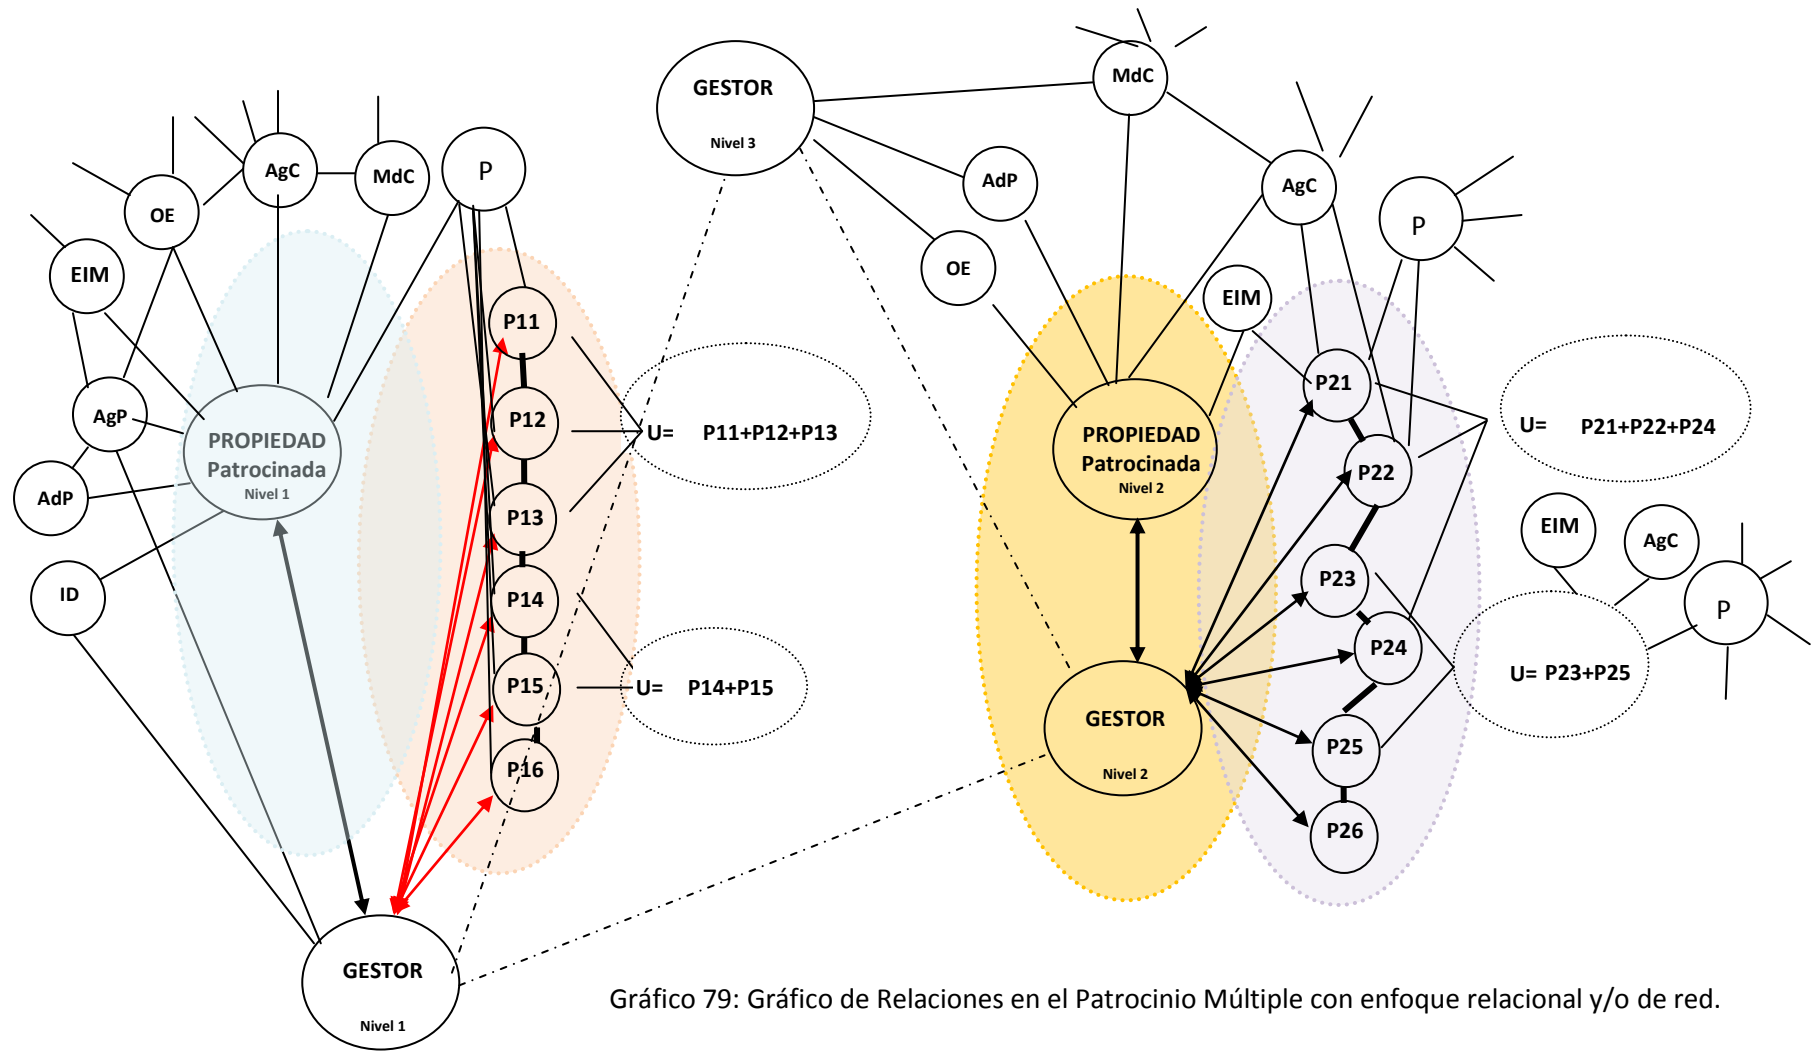 GESTOR
Nivel 3
MdC
AgC
MdC
P
AdP
AgC
OE
P
EIM
OE
EIM
P11
P12
P13
P14
P15
P16
U= P11+P12+P13
U= P14+P15
AgP
PROPIEDAD
Patrocinada
Nivel 1
AdP
ID
GESTOR
Nivel 1
PROPIEDAD
Patrocinada
Nivel 2
GESTOR
Nivel 2
P21
P22
P23
P24
P25
P26
U= P21+P22+P24
EIM
AgC
P
U= P23+P25
Gráfico 79: Gráfico de Relaciones en el Patrocinio Múltiple con enfoque relacional y/o de red.